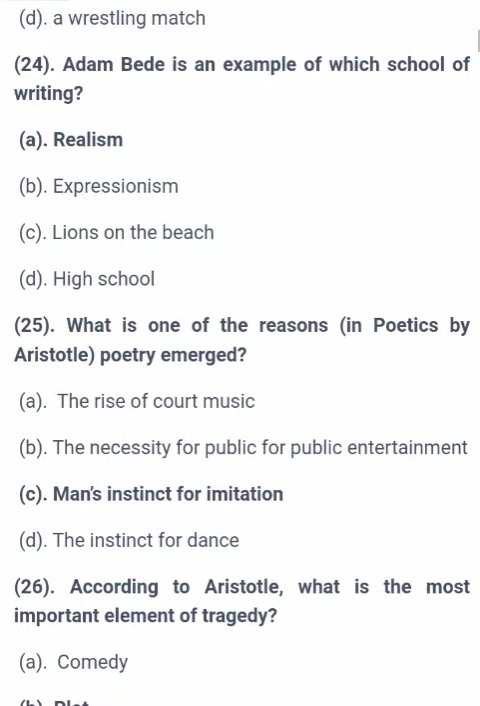 (d). a wrestling match
(24). Adam Bede is an example of which school of
writing?
(a). Realism
(b). Expressionism
(c). Lions on the beach
(d). High school
(25). What is one of the reasons (in Poetics by
Aristotle) poetry emerged?
(a). The rise of court music
(b). The necessity for public for public entertainment
(c). Man's instinct for imitation
(d). The instinct for dance
(26). According to Aristotle, what is the most
important element of tragedy?
(a). Comedy
(b). Plot